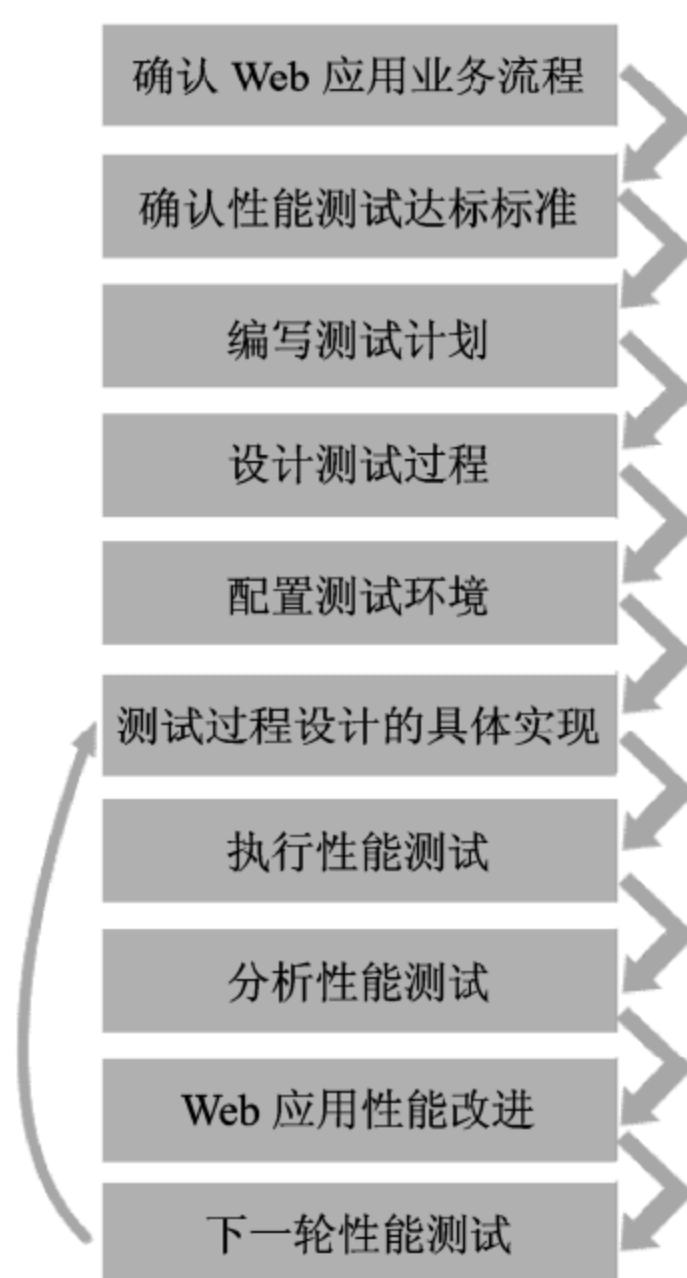 确认 Web 应用业务流程
确认性能测试达标标准
编写测试计划
设计测试过程
配置测试环境
测试过程设计的具体实现
执行性能测试
分析性能测试
Web 应用性能改进
下一轮性能测试